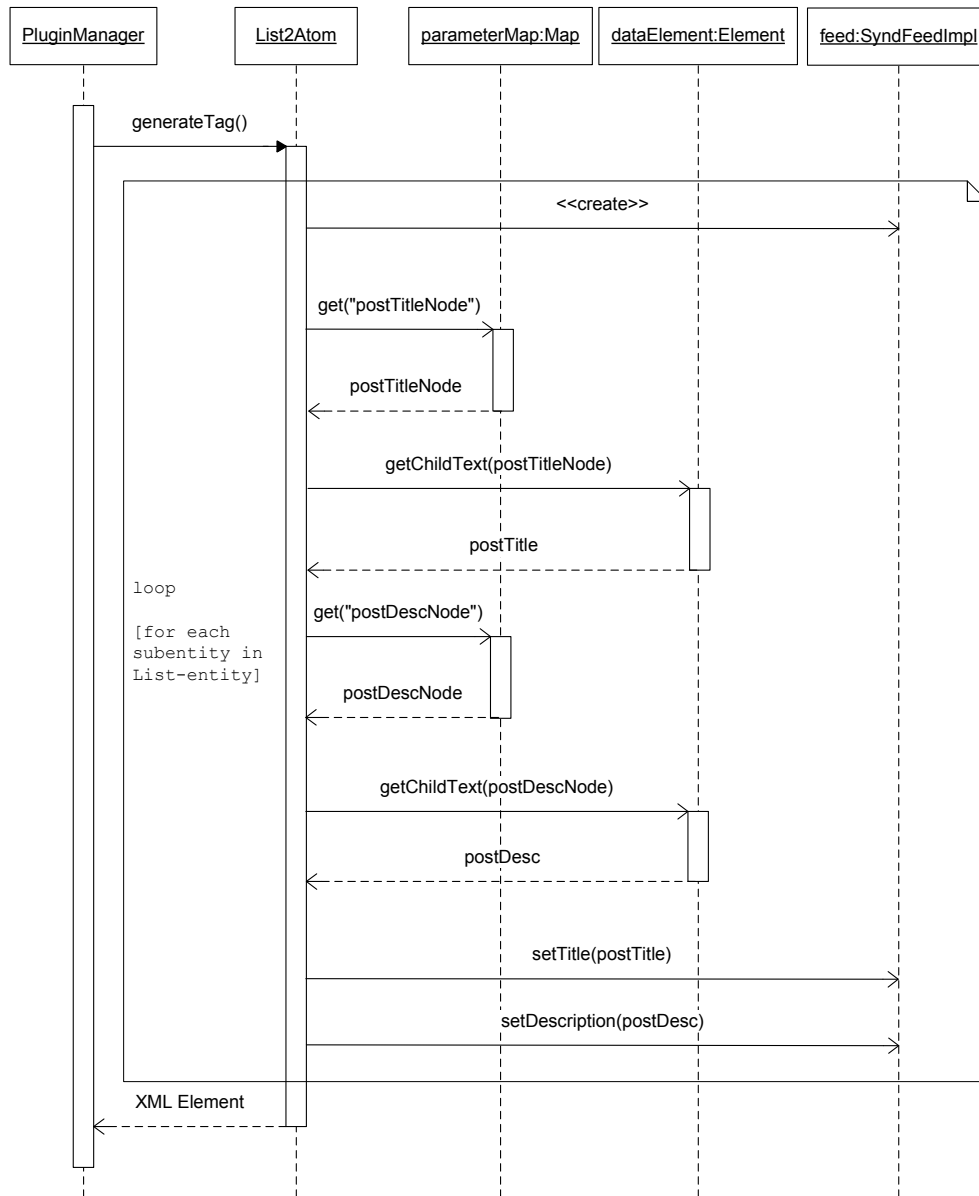 PluginManager
List2Atom
parameterMap:Map
dataElement:Element
feed:SyndFeedImpl
generateTag()
<<create>>
get("postTitleNode")
postTitleNode
getChildText(postTitleNode)
postTitle
loop
[for each
subentity in
List-entity]
get("postDescNode")
postDescNode
getChildText(postDescNode)
postDesc
setTitle(postTitle)
setDescription(postDesc)
XML Element